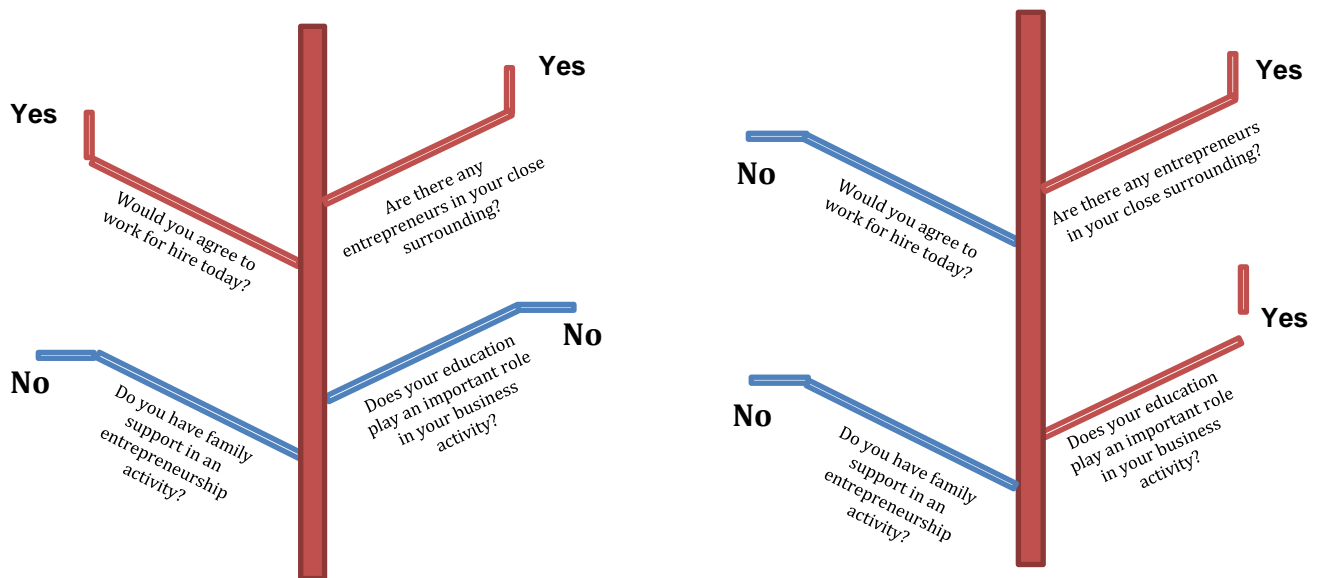 Yes
Would you agree to
work for hire today?
Yes
Are there any
entrepreneurs in your close
surrounding?
No
Do you have family
support in an
entrepreneurship
activity?
No
Does your education
play an important role
in your business
activity?
No
Would you agree to
work for hire today?
Yes
Are there any entrepreneurs
in your close surrounding?
No
Do you have family
support in an
entrepreneurship
activity?
Yes
Does your education
play an important role
in your business
activity?